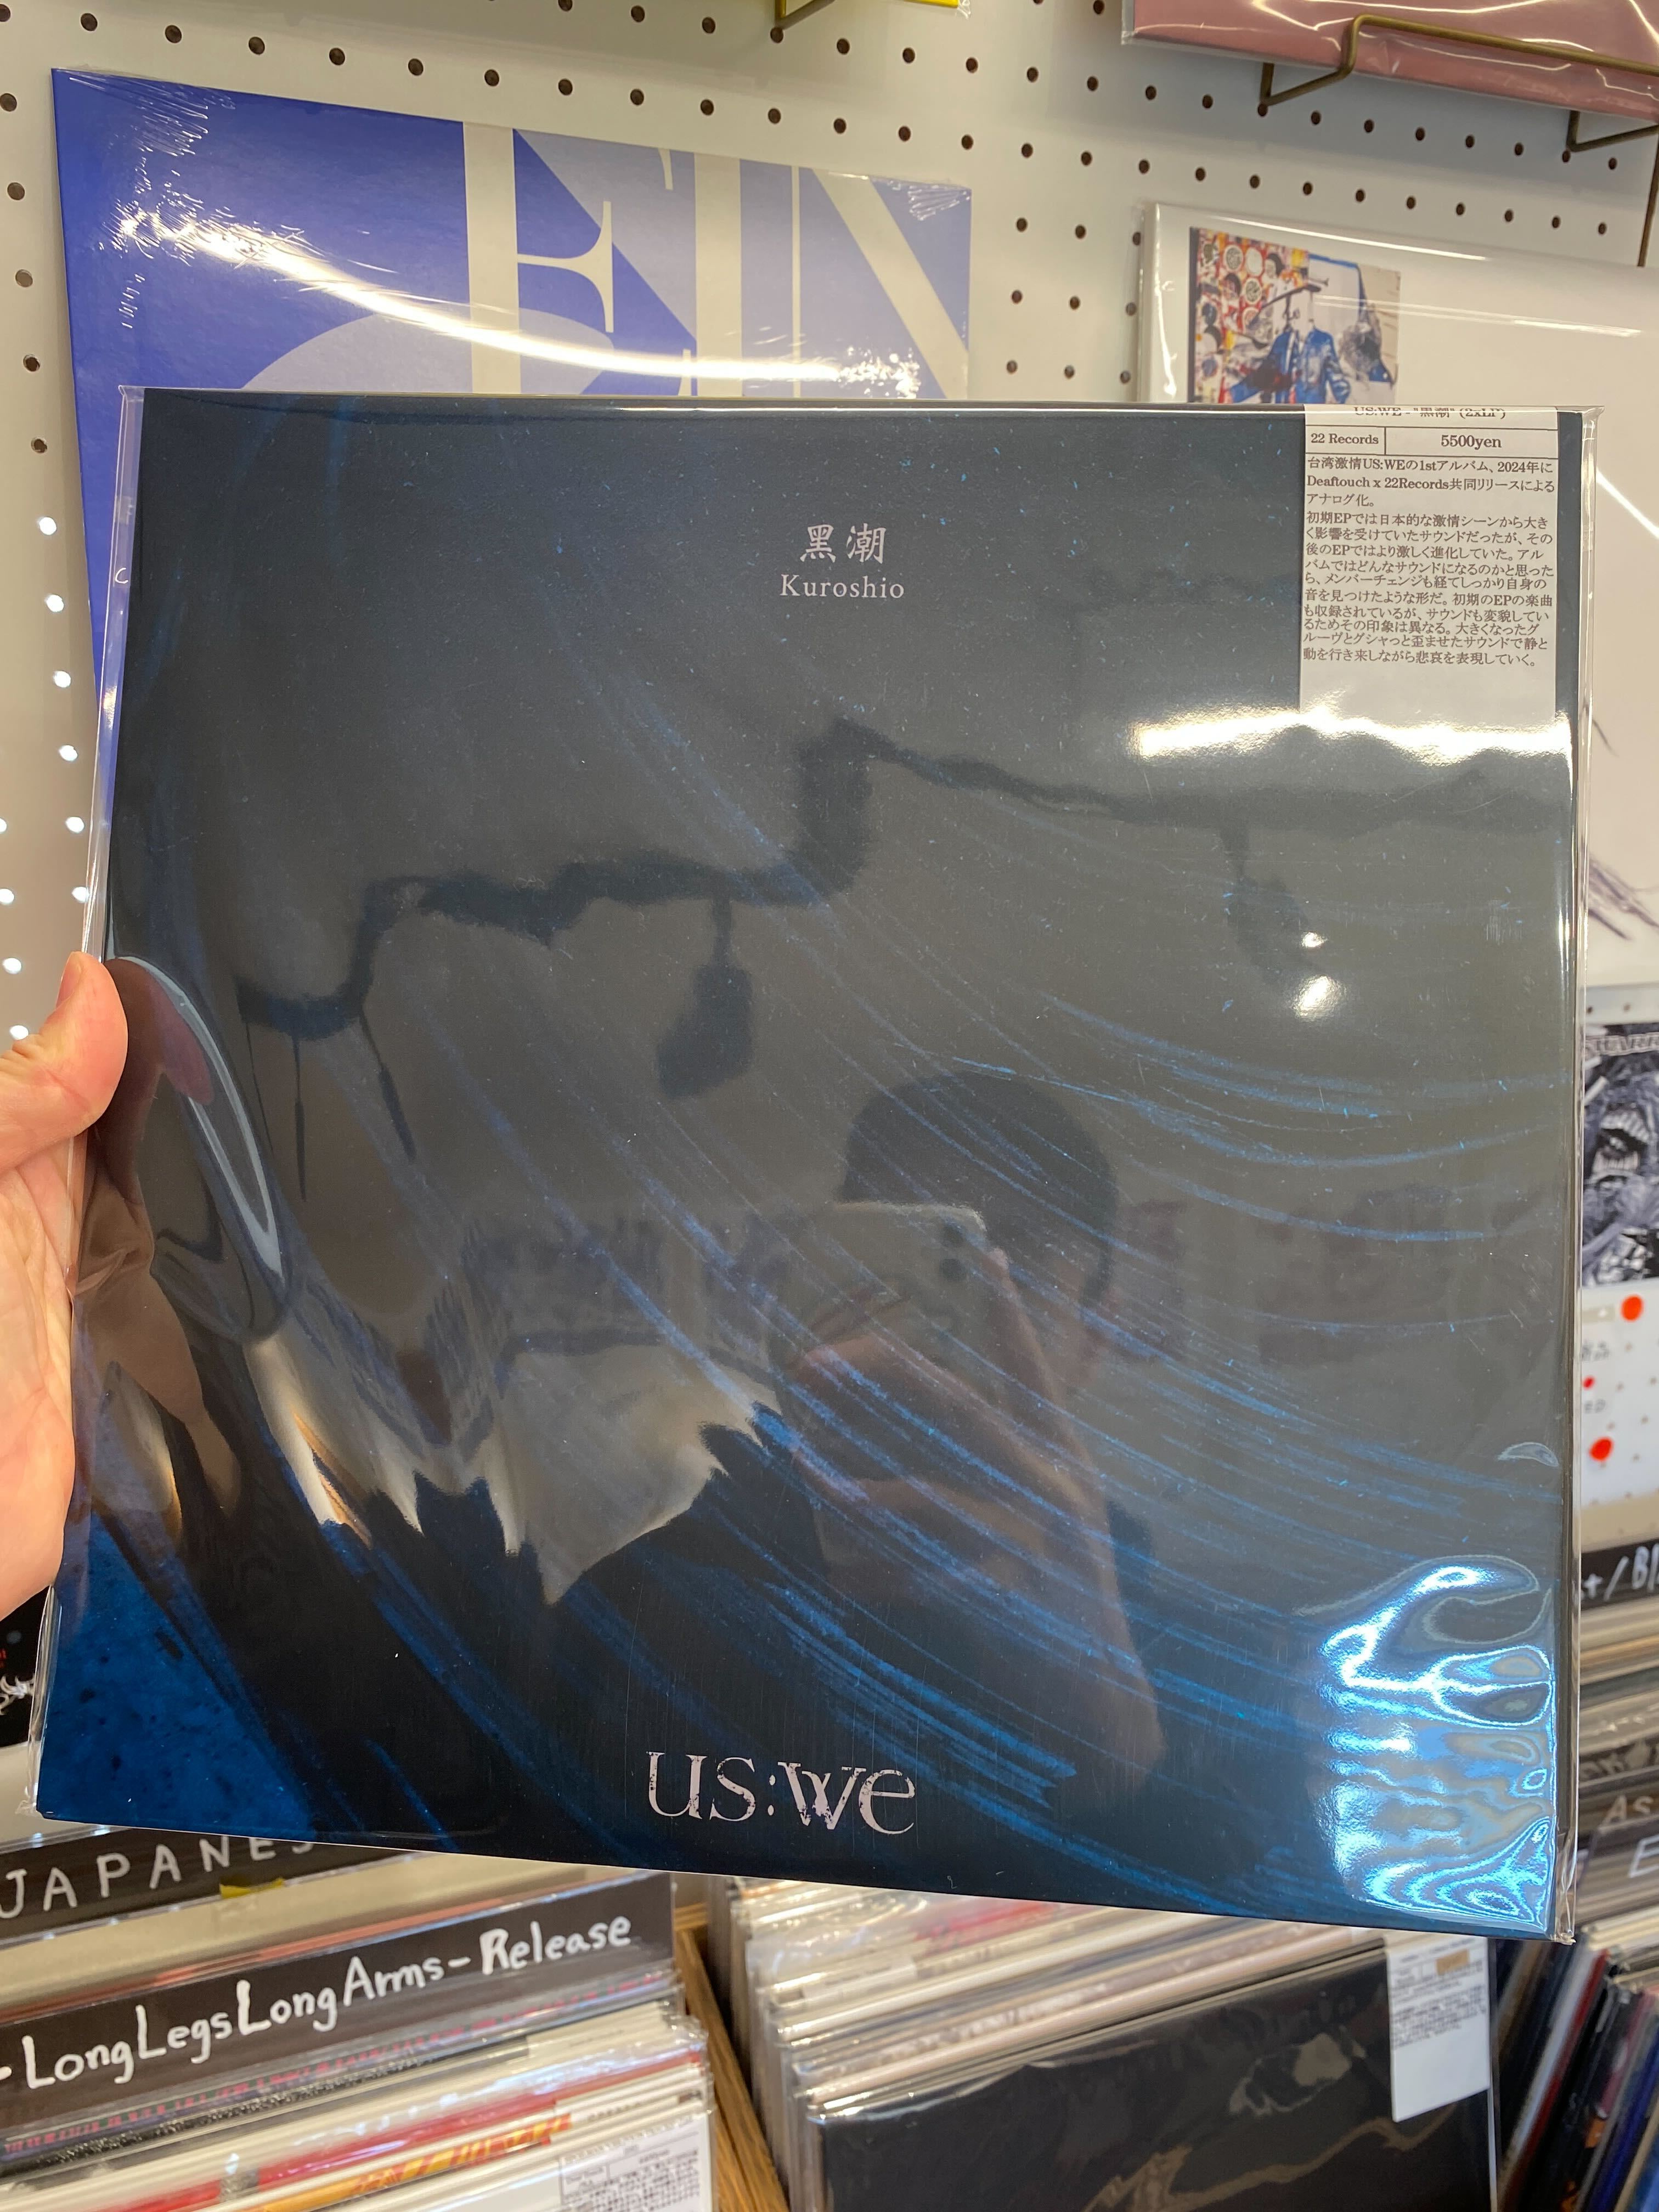 EIN
US:WE - "黒潮" (2xLP)
22 Records
5500yen
台湾激情US:WEの1stアルバム、2024年に
Deaftouch x 22Records共同リリースによる
アナログ化。
初期EPでは日本的な激情シーンから大き
く影響を受けていたサウンドだったが、その
後のEPではより激しく進化していた。アル
バムではどんなサウンドになるのかと思った
ら、メンバーチェンジも経てしっかり自身の
音を見つけたような形だ。初期のEPの楽曲
も収録されているが、サウンドも変貌してい
るためその印象は異なる。大きくなったグ
ルーヴとグシャっと歪ませたサウンドで静と
動を行き来しながら悲哀を表現していく。
黑潮
Kuroshio
us:we
JAPANES
-LongLegsLongArms-Release